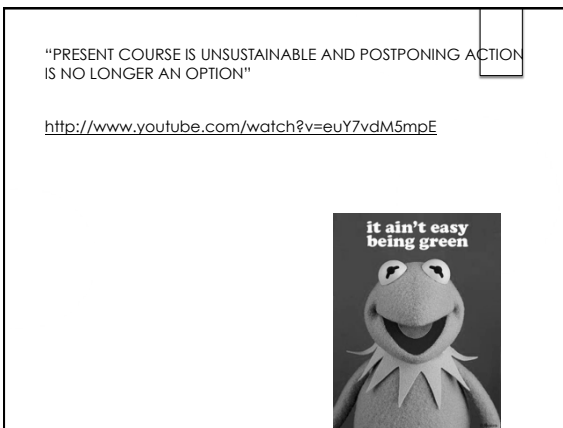 “PRESENT COURSE IS UNSUSTAINABLE AND POSTPONING ACTION
IS NO LONGER AN OPTION”
http://www.youtube.com/watch?v=euY7vdM5mpE
it ain't easy
being green